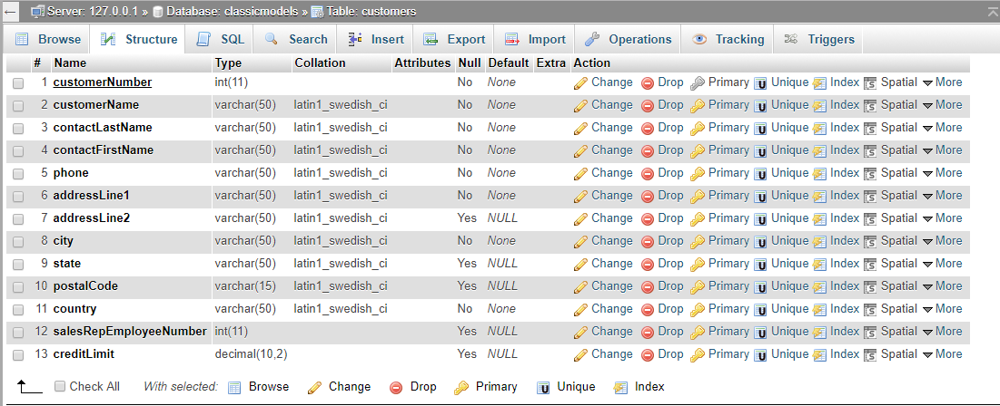 Server: 127.0.0.1 » Database: classicmodels » Table: customers
Browse Structure SQL Search Insert Export Import Operations Tracking Triggers
# Name Type Collation Attributes Null Default Extra Action
1 customerNumber int(11) No None Change Drop Primary Unique Index Spatial More
2 customerName varchar(50) latin1_swedish_ci No None Change Drop Primary Unique Index Spatial More
3 contactLastName varchar(50) latin1_swedish_ci No None Change Drop Primary Unique Index Spatial More
4 contactFirstName varchar(50) latin1_swedish_ci No None Change Drop Primary Unique Index Spatial More
5 phone varchar(50) latin1_swedish_ci No None Change Drop Primary Unique Index Spatial More
6 addressLine1 varchar(50) latin1_swedish_ci No None Change Drop Primary Unique Index Spatial More
7 addressLine2 varchar(50) latin1_swedish_ci Yes NULL Change Drop Primary Unique Index Spatial More
8 city varchar(50) latin1_swedish_ci No None Change Drop Primary Unique Index Spatial More
9 state varchar(50) latin1_swedish_ci Yes NULL Change Drop Primary Unique Index Spatial More
10 postalCode varchar(15) latin1_swedish_ci Yes NULL Change Drop Primary Unique Index Spatial More
11 country varchar(50) latin1_swedish_ci No None Change Drop Primary Unique Index Spatial More
12 salesRepEmployeeNumber int(11) Yes NULL Change Drop Primary Unique Index Spatial More
13 creditLimit decimal(10,2) Yes NULL Change Drop Primary Unique Index Spatial More
Check All With selected: Browse Change Drop Primary Unique Index